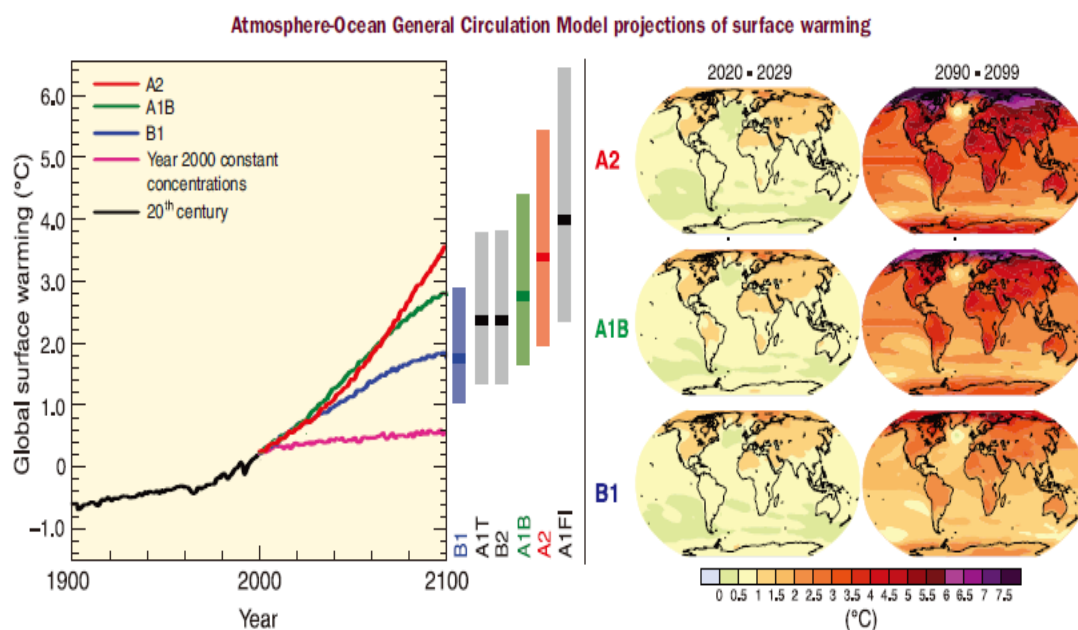 Atmosphere-Ocean General Circulation Model projections of surface warming
A2
A1B
B1
Year 2000 constant
concentrations
20th century
Global surface warming (°C)
6.0
5.0
4.0
3.0
2.0
1.0
0
–1.0
1900
2000
2100
Year
B1
A1T
B2
A1B
A2
A1FI
2020 - 2029
2090 - 2099
A2
A1B
B1
0 0.5 1 1.5 2 2.5 3 3.5 4 4.5 5 5.5 6 6.5 7 7.5
(°C)